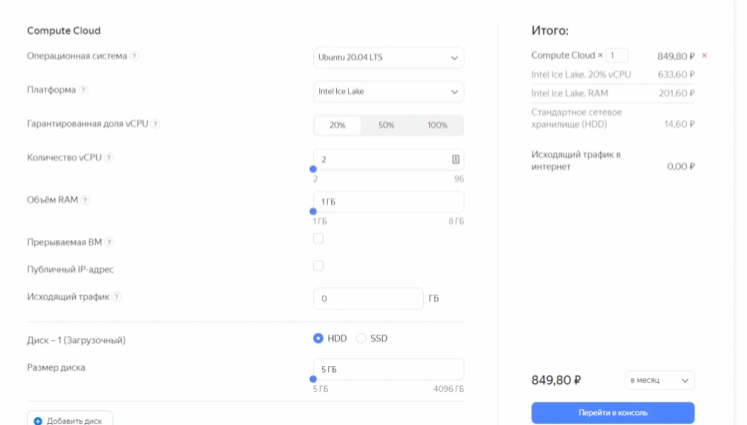 Compute Cloud
Операционная система ?
Ubuntu 20.04 LTS
Платформа ?
Intel Ice Lake
Гарантированная доля vCPU ?
20% 50% 100%
Количество vCPU ?
2
2 96
Объём RAM ?
1 ГБ
1 ГБ 8 ГБ
Прерываемая ВМ ?
Публичный IP-адрес
Исходящий трафик ?
0 ГБ
Диск – 1 (Загрузочный)
HDD SSD
Размер диска
5 ГБ
5 ГБ 4096 ГБ
Добавить диск
Итого:
Compute Cloud × 1 849,80 ₽ ×
Intel Ice Lake. 20% vCPU 633,60 ₽
Intel Ice Lake. RAM 201,60 ₽
Стандартное сетевое
хранилище (HDD) 14,60 ₽
Исходящий трафик в
интернет 0,00 ₽
849,80 ₽ в месяц
Перейти в консоль